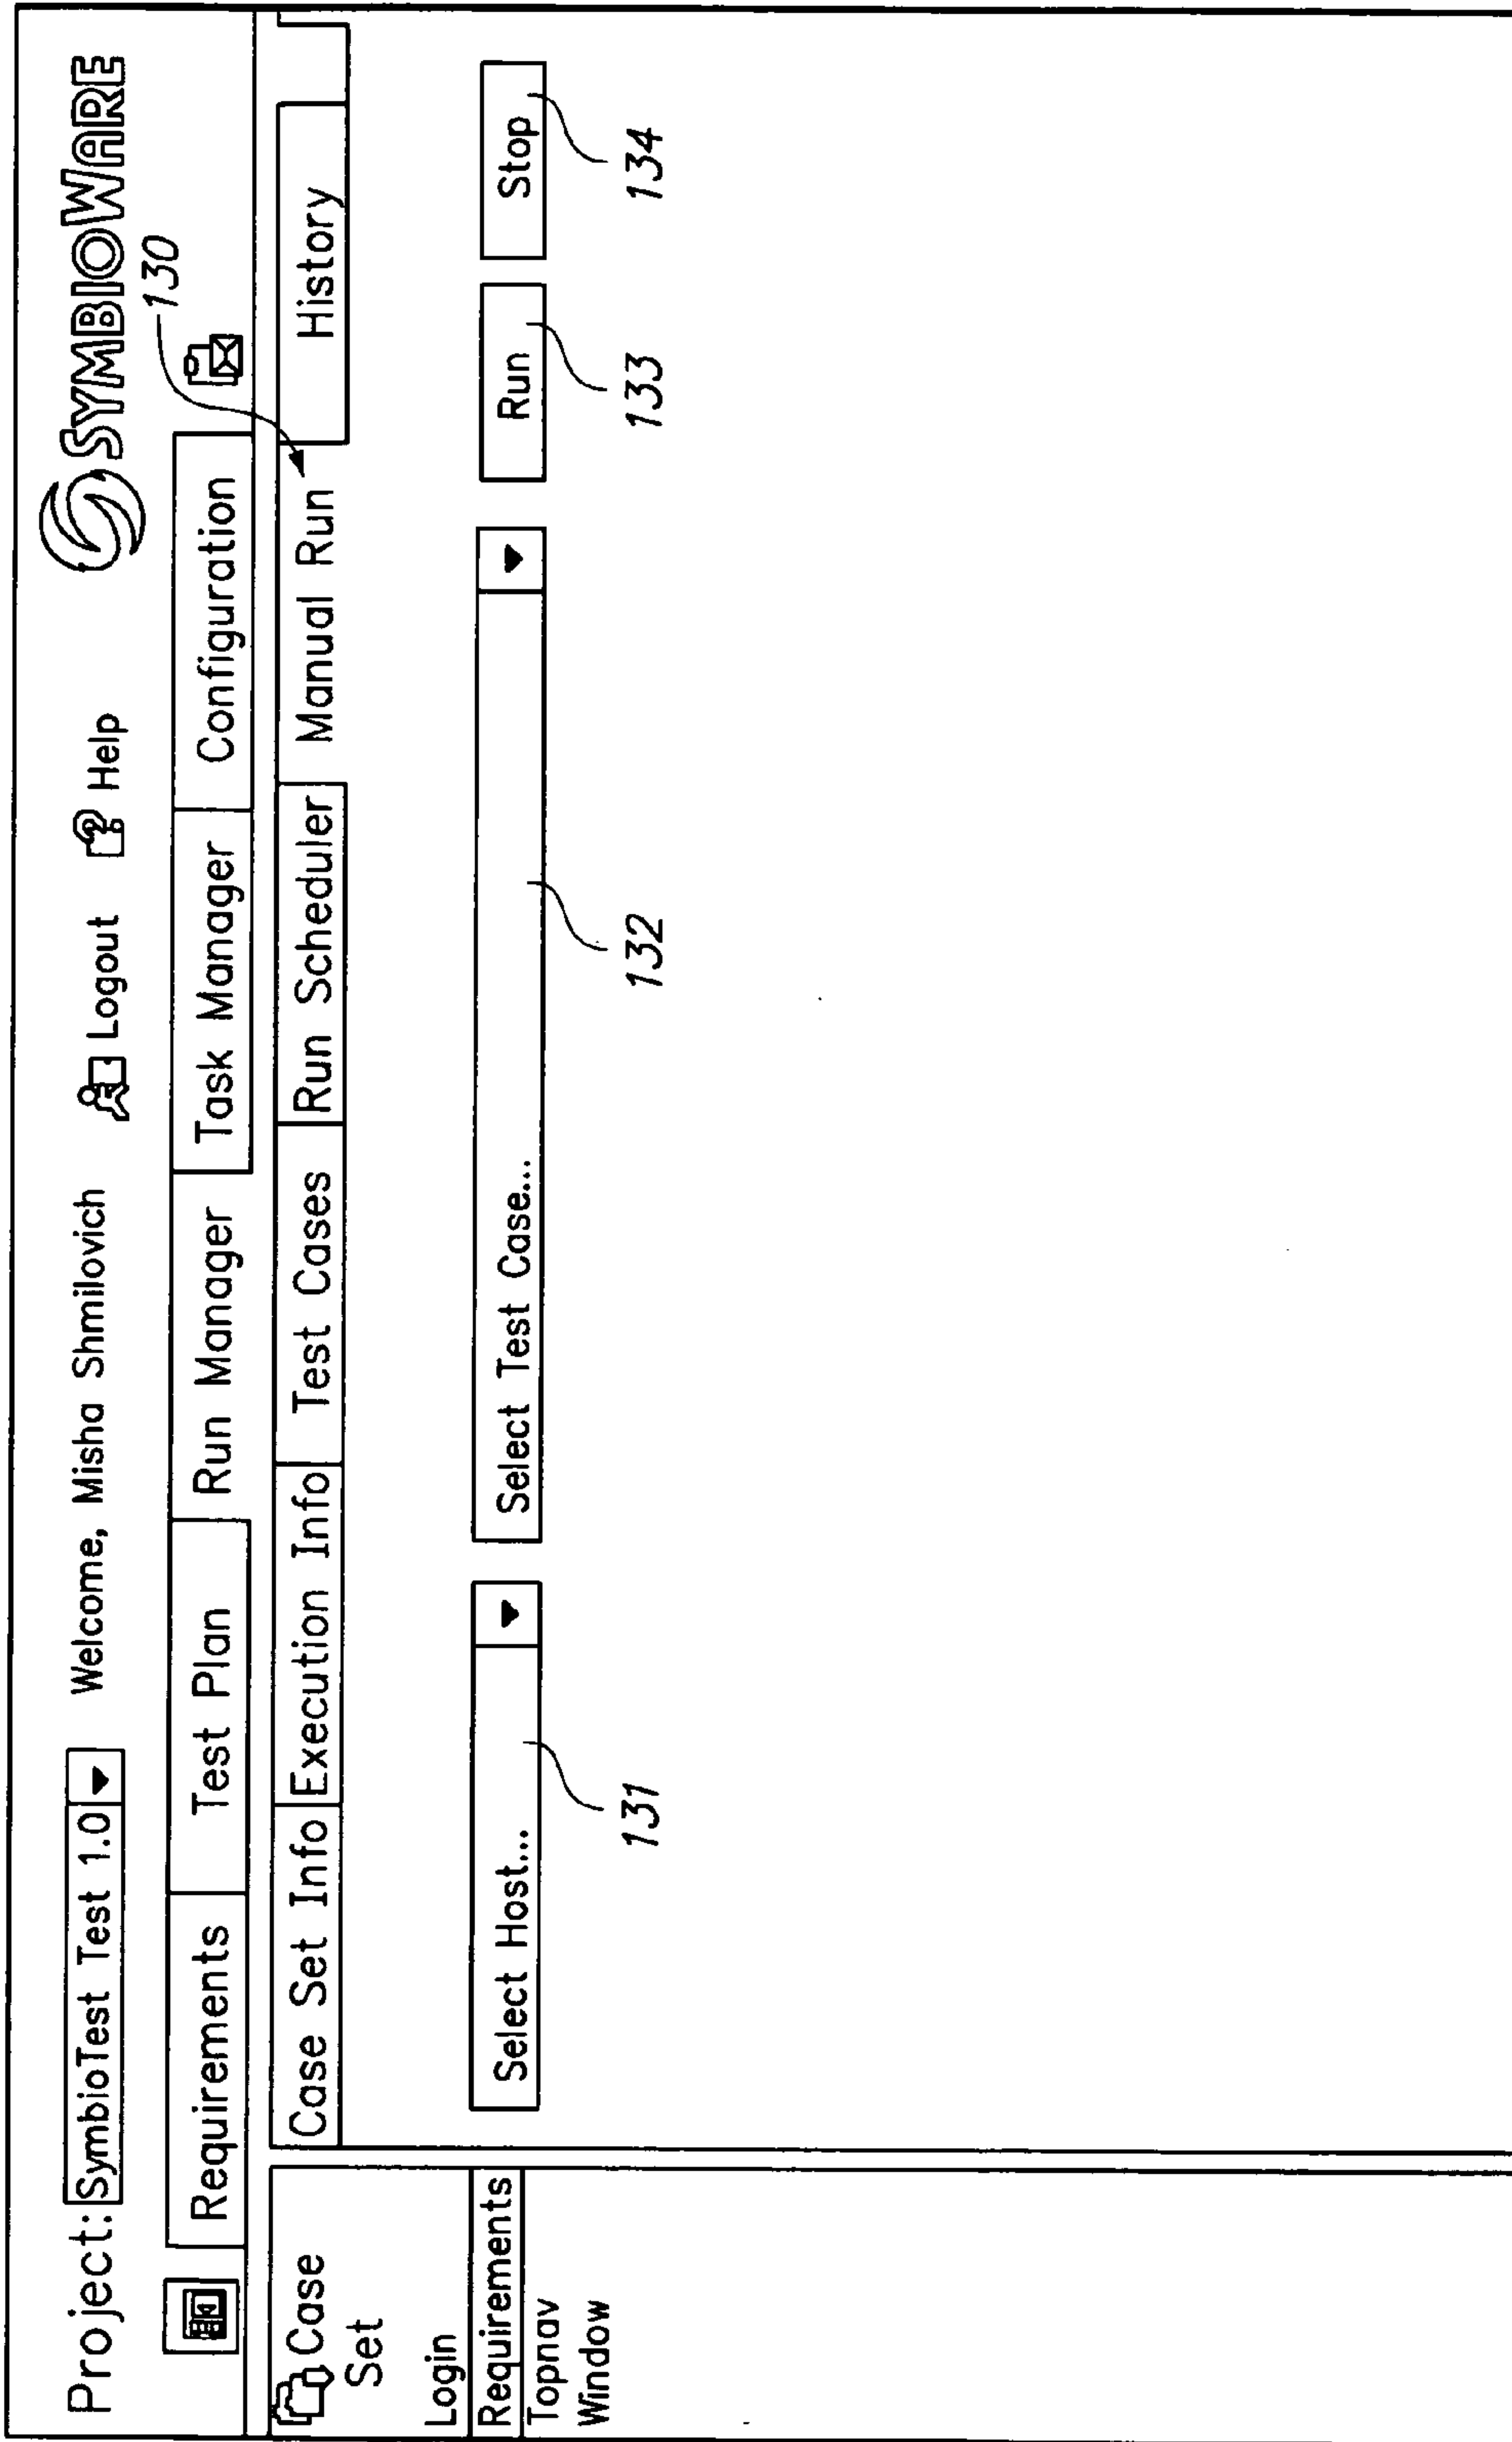 Project: SymbioTest Test 1.0 Welcome, Misha Shmilovich Logout Help SYMBIOWARE
130
Requirements Test Plan Run Manager Task Manager Configuration
Case Set
Case Set Info Execution Info Test Cases Run Scheduler Manual Run History
Login
Requirements
Topnav
Window
Select Host... Select Test Case... Run Stop
131 132 133 134